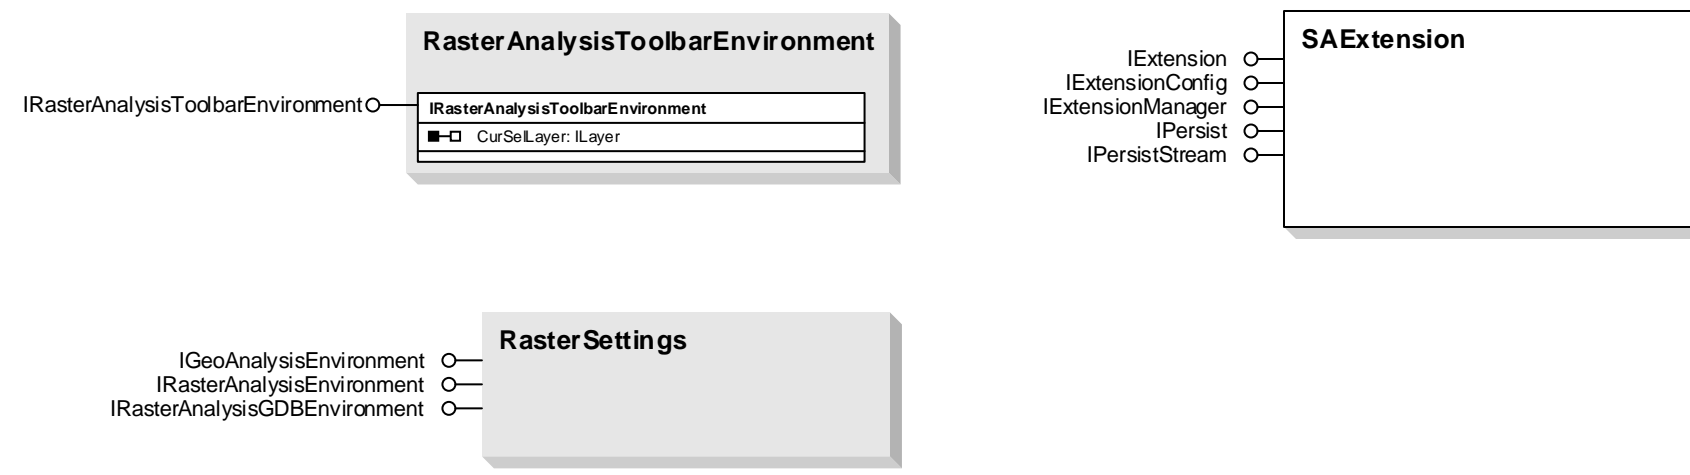 RasterAnalysisToolbarEnvironment
IRasterAnalysisToolbarEnvironment
IRasterAnalysisToolbarEnvironment
CurSelLayer: ILayer
SAExtension
IExtension
IExtensionConfig
IExtensionManager
IPersist
IPersistStream
RasterSettings
IGeoAnalysisEnvironment
IRasterAnalysisEnvironment
IRasterAnalysisGDBEnvironment